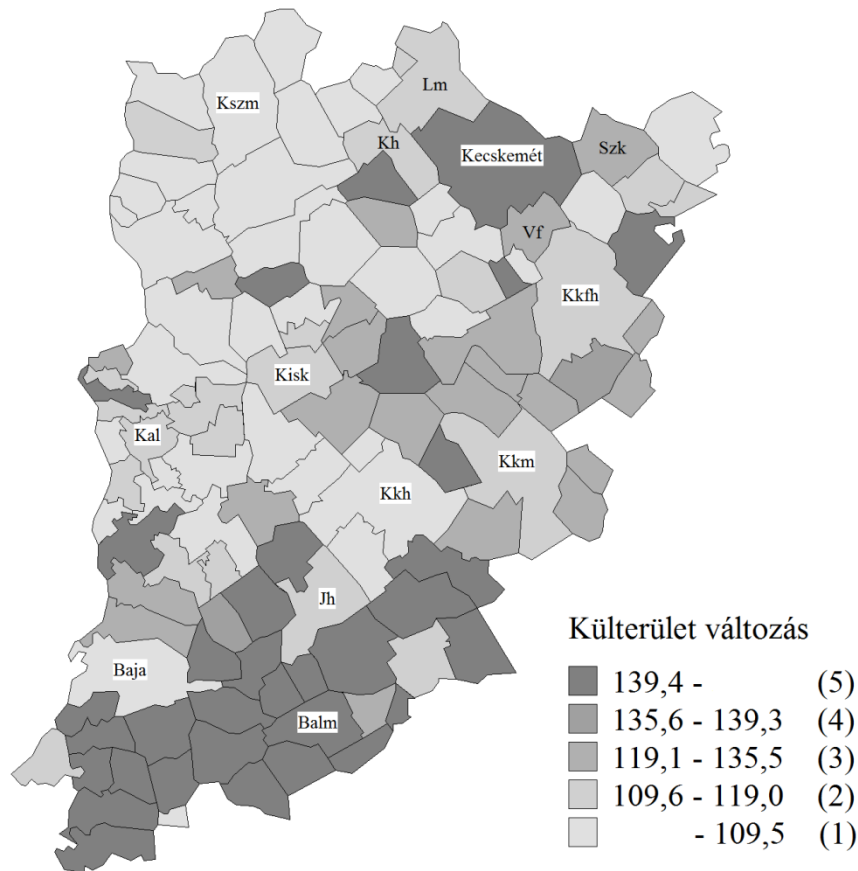 Lm
Kszm
Kh
Szk
Kecskemét
Vf
Kkfh
Kisk
Kal
Kkm
Kkh
Jh
Baja
Balm
Külterület változás
139,4 - (5)
135,6 - 139,3 (4)
119,1 - 135,5 (3)
109,6 - 119,0 (2)
- 109,5 (1)